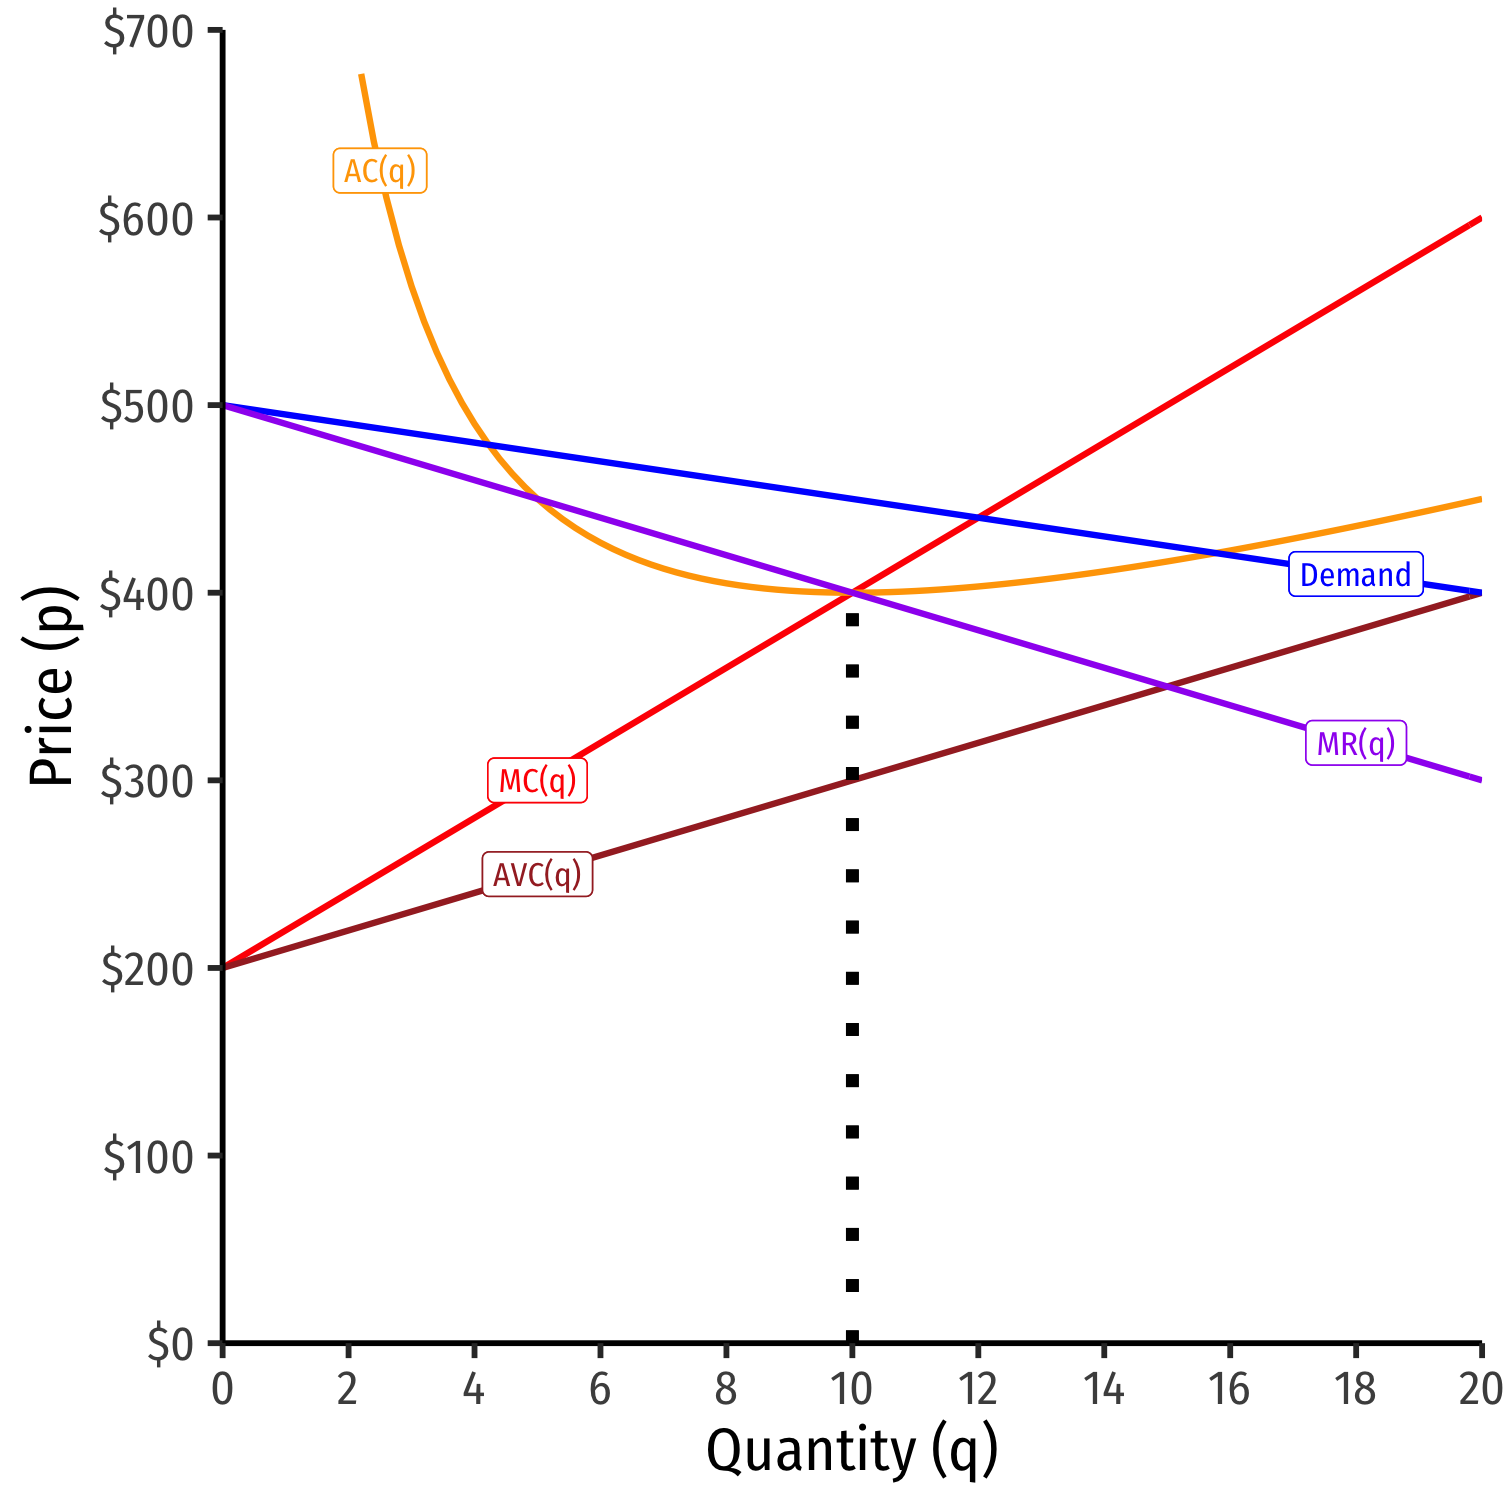 $700
$600
$500
$400
$300
$200
$100
$0
Price (p)
AC(q)
Demand
MR(q)
MC(q)
AVC(q)
0 2 4 6 8 10 12 14 16 18 20
Quantity (q)